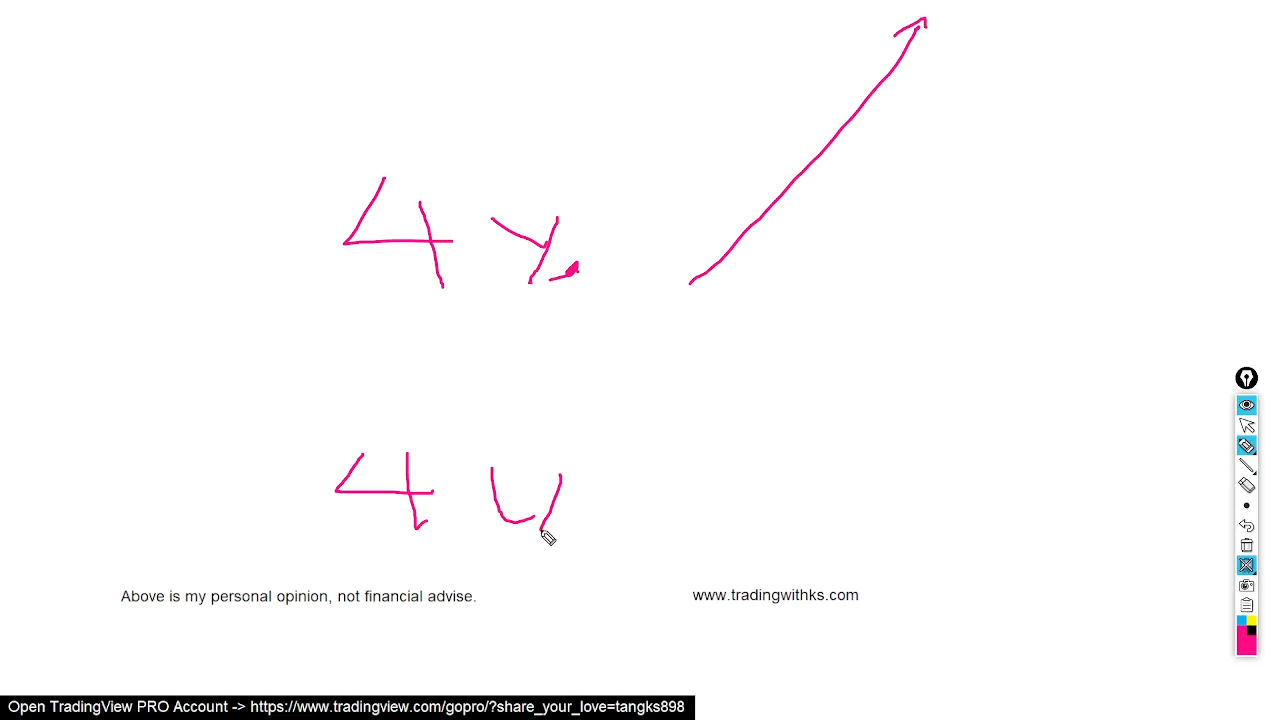 4 y
4 y
Above is my personal opinion, not financial advise.
www.tradingwithks.com
Open TradingView PRO Account -> https://www.tradingview.com/gopro/?share_your_love=tangks898